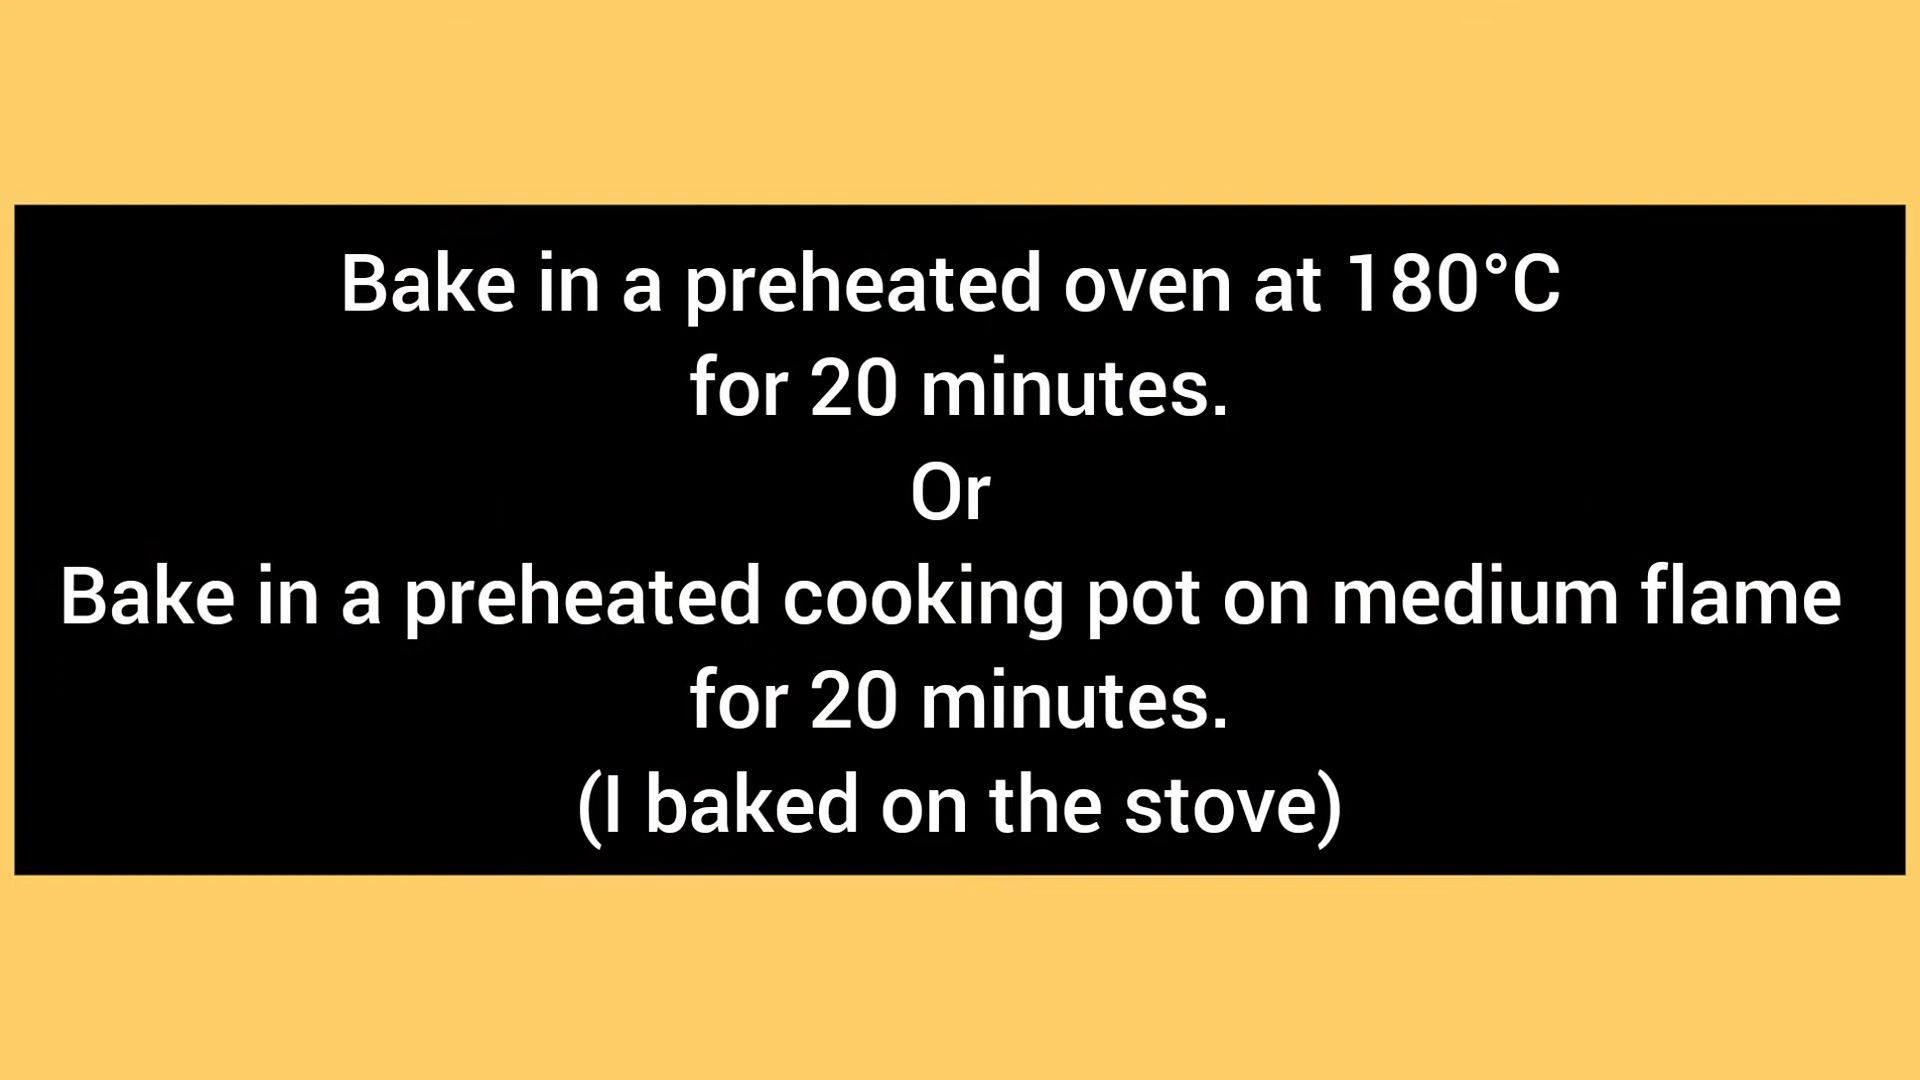 Bake in a preheated oven at 180°C
for 20 minutes.
Or
Bake in a preheated cooking pot on medium flame
for 20 minutes.
(I baked on the stove)